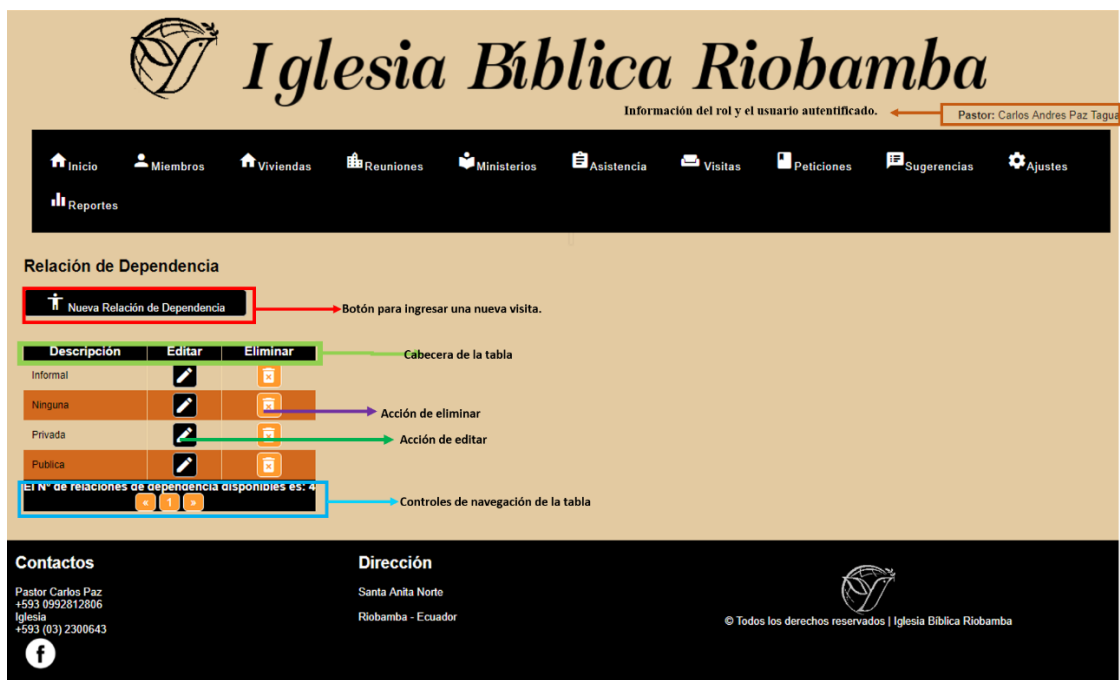 Iglesia Bíblica Riobamba
Información del rol y el usuario autentificado.
Pastor: Carlos Andres Paz Tagua
Inicio Miembros Viviendas Reuniones Ministerios Asistencia Visitas Peticiones Sugerencias Ajustes
Reportes
Relación de Dependencia
Nueva Relación de Dependencia
Botón para ingresar una nueva visita.
Descripción Editar Eliminar
Cabecera de la tabla
Informal
Ninguna
Acción de eliminar
Privada
Acción de editar
Publica
El N° de relaciones de dependencia disponibles es: 4
« 1 »
Controles de navegación de la tabla
Contactos
Pastor Carlos Paz
+593 0992812806
Iglesia
+593 (03) 2300643
f
Dirección
Santa Anita Norte
Riobamba - Ecuador
© Todos los derechos reservados | Iglesia Bíblica Riobamba